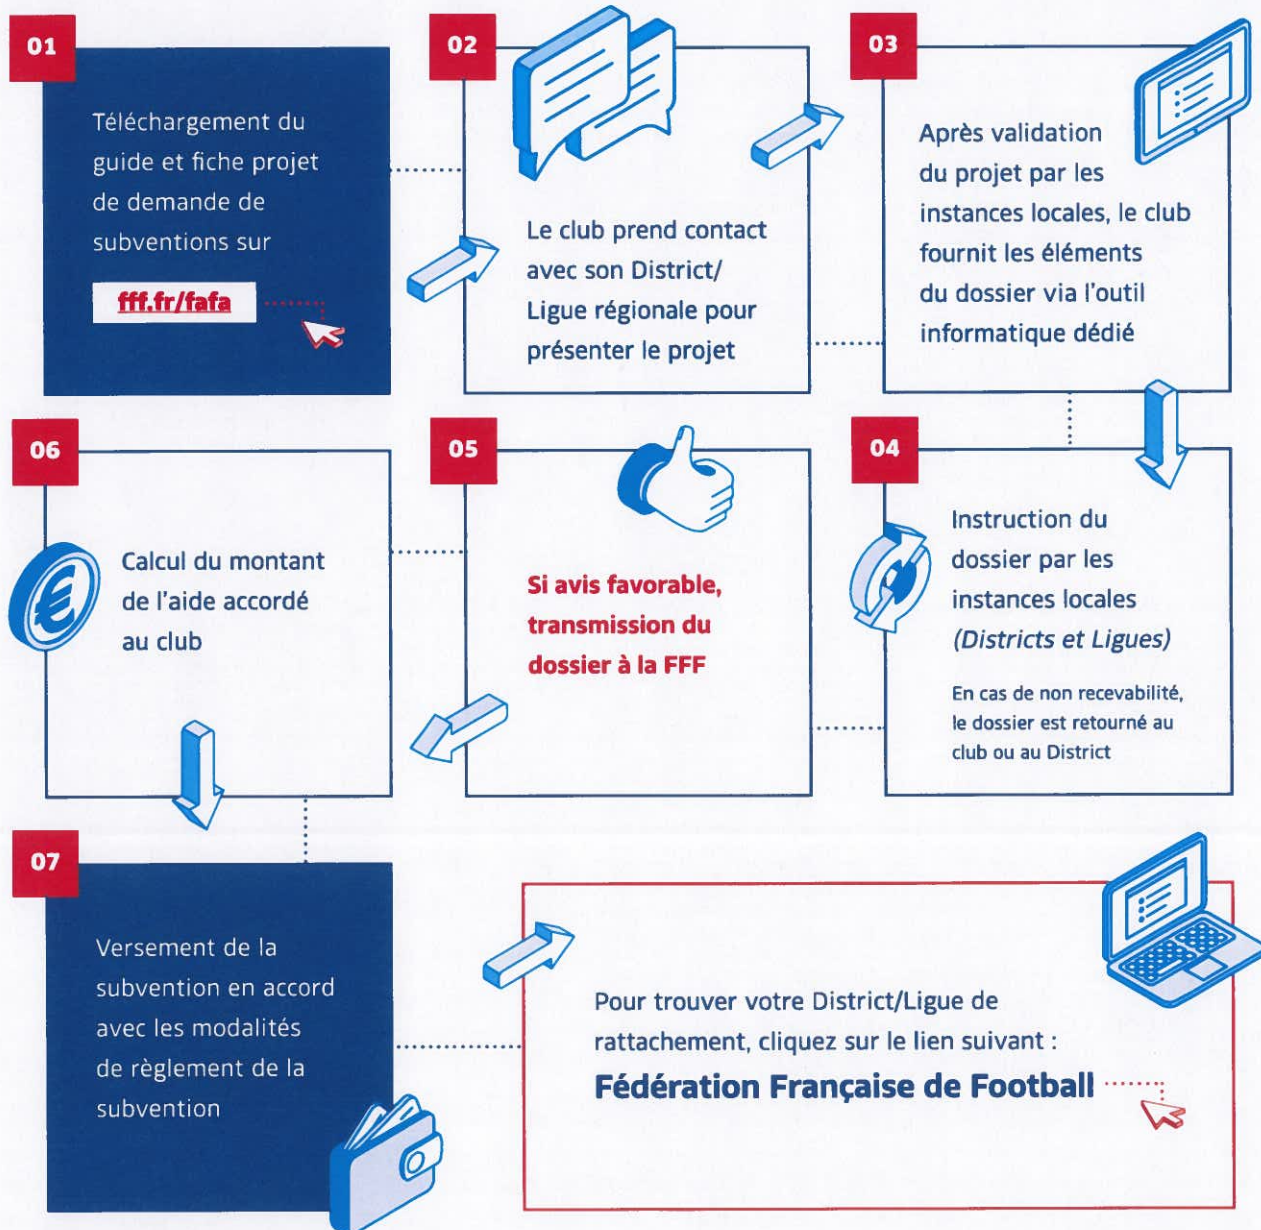 01
Téléchargement du
guide et fiche projet
de demande de
subventions sur
fff.fr/fafa
02
Le club prend contact
avec son District/
Ligue régionale pour
présenter le projet
03
Après validation
du projet par les
instances locales, le club
fournit les éléments
du dossier via l'outil
informatique dédié
04
Instruction du
dossier par les
instances locales
(Districts et Ligues)
En cas de non recevabilité,
le dossier est retourné au
club ou au District
05
Si avis favorable,
transmission du
dossier à la FFF
06
Calcul du montant
de l'aide accordé
au club
07
Versement de la
subvention en accord
avec les modalités
de règlement de la
subvention
Pour trouver votre District/Ligue de
rattachement, cliquez sur le lien suivant :
Fédération Française de Football